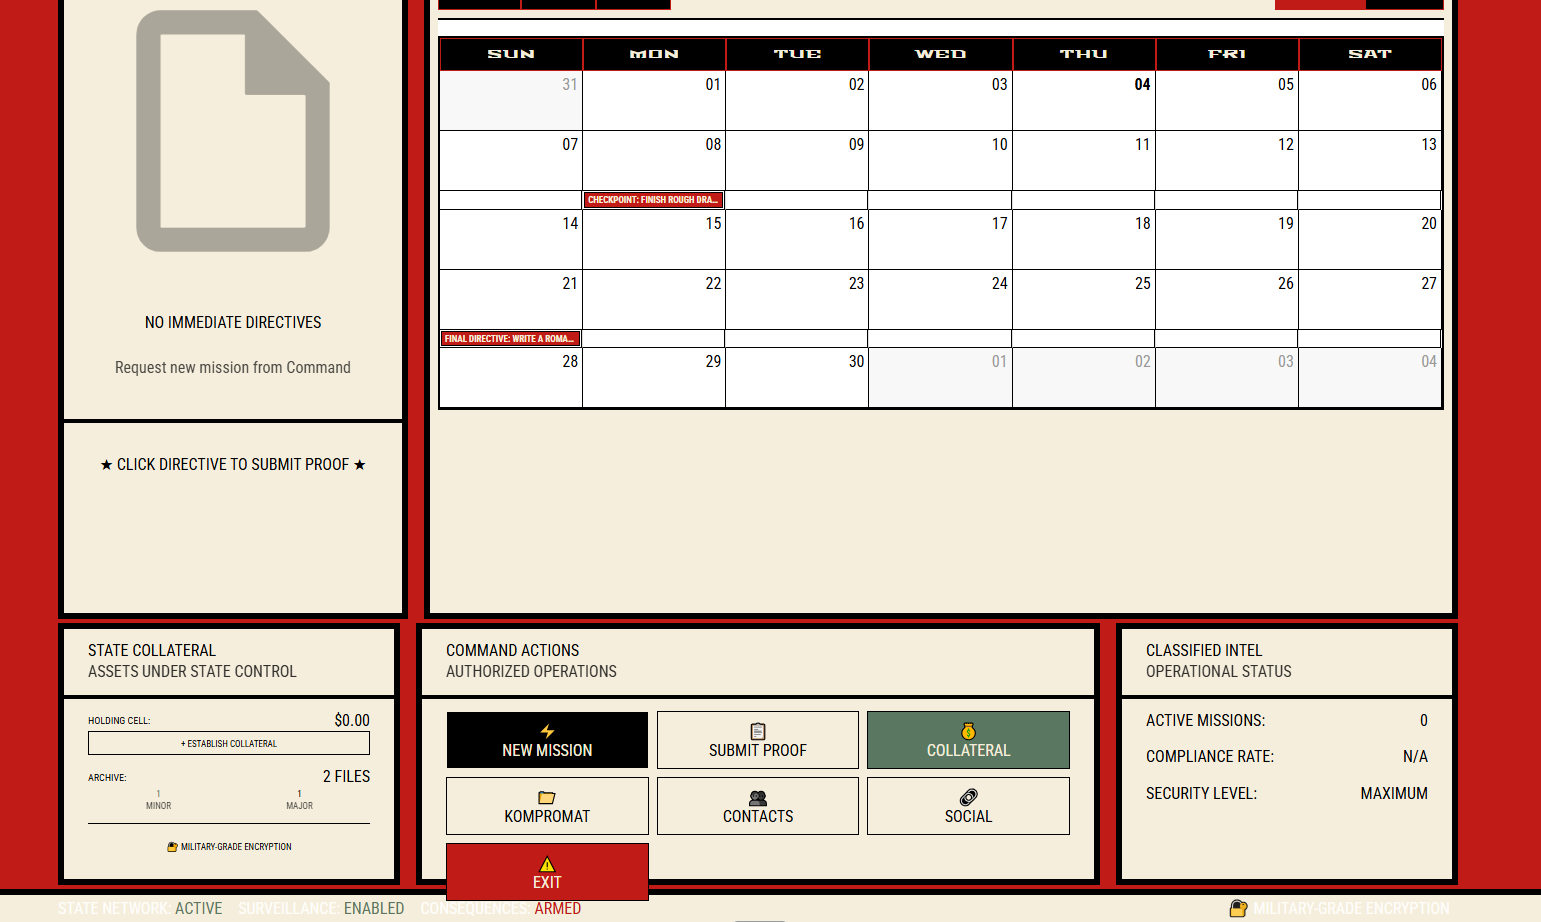 NO IMMEDIATE DIRECTIVES
Request new mission from Command
★ CLICK DIRECTIVE TO SUBMIT PROOF ★
SUN MON TUE WED THU FRI SAT
31 01 02 03 04 05 06
07 08 09 10 11 12 13
CHECKPOINT: FINISH ROUGH DRA...
14 15 16 17 18 19 20
21 22 23 24 25 26 27
FINAL DIRECTIVE: WRITE A ROMA...
28 29 30 01 02 03 04
STATE COLLATERAL
ASSETS UNDER STATE CONTROL
HOLDING CELL: $0.00
+ ESTABLISH COLLATERAL
ARCHIVE: 2 FILES
1 1
MINOR MAJOR
MILITARY-GRADE ENCRYPTION
COMMAND ACTIONS
AUTHORIZED OPERATIONS
NEW MISSION
SUBMIT PROOF
COLLATERAL
KOMPROMAT
CONTACTS
SOCIAL
EXIT
CLASSIFIED INTEL
OPERATIONAL STATUS
ACTIVE MISSIONS: 0
COMPLIANCE RATE: N/A
SECURITY LEVEL: MAXIMUM
STATE NETWORK: ACTIVE SURVEILLANCE: ENABLED CONSEQUENCES: ARMED
MILITARY-GRADE ENCRYPTION